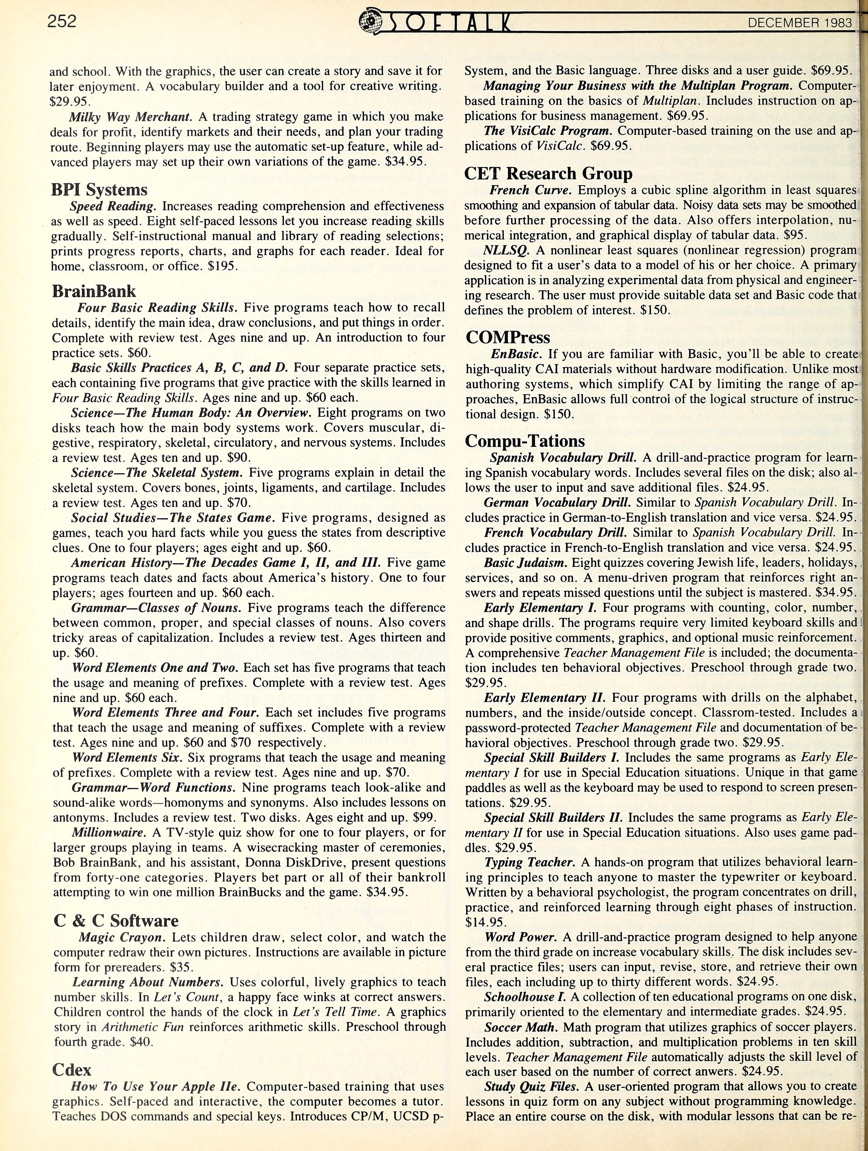 252
SOFTALK
DECEMBER 1983
and school. With the graphics, the user can create a story and save it for
later enjoyment. A vocabulary builder and a tool for creative writing.
$29.95.
Milky Way Merchant. A trading strategy game in which you make
deals for profit, identify markets and their needs, and plan your trading
route. Beginning players may use the automatic set-up feature, while ad-
vanced players may set up their own variations of the game. $34.95.
BPI Systems
Speed Reading. Increases reading comprehension and effectiveness
as well as speed. Eight self-paced lessons let you increase reading skills
gradually. Self-instructional manual and library of reading selections;
prints progress reports, charts, and graphs for each reader. Ideal for
home, classroom, or office. $195.
BrainBank
Four Basic Reading Skills. Five programs teach how to recall
details, identify the main idea, draw conclusions, and put things in order.
Complete with review test. Ages nine and up. An introduction to four
practice sets. $60.
Basic Skills Practices A, B, C, and D. Four separate practice sets,
each containing five programs that give practice with the skills learned in
Four Basic Reading Skills. Ages nine and up. $60 each.
Science—The Human Body: An Overview. Eight programs on two
disks teach how the main body systems work. Covers muscular, di-
gestive, respiratory, skeletal, circulatory, and nervous systems. Includes
a review test. Ages ten and up. $90.
Science—The Skeletal System. Five programs explain in detail the
skeletal system. Covers bones, joints, ligaments, and cartilage. Includes
a review test. Ages ten and up. $70.
Social Studies—The States Game. Five programs, designed as
games, teach you hard facts while you guess the states from descriptive
clues. One to four players; ages eight and up. $60.
American History—The Decades Game I, II, and III. Five game
programs teach dates and facts about America's history. One to four
players; ages fourteen and up. $60 each.
Grammar—Classes of Nouns. Five programs teach the difference
between common, proper, and special classes of nouns. Also covers
tricky areas of capitalization. Includes a review test. Ages thirteen and
up. $60.
Word Elements One and Two. Each set has five programs that teach
the usage and meaning of prefixes. Complete with a review test. Ages
nine and up. $60 each.
Word Elements Three and Four. Each set includes five programs
that teach the usage and meaning of suffixes. Complete with a review
test. Ages nine and up. $60 and $70 respectively.
Word Elements Six. Six programs that teach the usage and meaning
of prefixes. Complete with a review test. Ages nine and up. $70.
Grammar—Word Functions. Nine programs teach look-alike and
sound-alike words—homonyms and synonyms. Also includes lessons on
antonyms. Includes a review test. Two disks. Ages eight and up. $99.
Millionwaire. A TV-style quiz show for one to four players, or for
larger groups playing in teams. A wisecracking master of ceremonies,
Bob BrainBank, and his assistant, Donna DiskDrive, present questions
from forty-one categories. Players bet part or all of their bankroll
attempting to win one million BrainBucks and the game. $34.95.
C & C Software
Magic Crayon. Lets children draw, select color, and watch the
computer redraw their own pictures. Instructions are available in picture
form for prereaders. $35.
Learning About Numbers. Uses colorful, lively graphics to teach
number skills. In Let's Count, a happy face winks at correct answers.
Children control the hands of the clock in Let's Tell Time. A graphics
story in Arithmetic Fun reinforces arithmetic skills. Preschool through
fourth grade. $40.
Cdex
How To Use Your Apple IIe. Computer-based training that uses
graphics. Self-paced and interactive, the computer becomes a tutor.
Teaches DOS commands and special keys. Introduces CP/M, UCSD p-
System, and the Basic language. Three disks and a user guide. $69.95.
Managing Your Business with the Multiplan Program. Computer-
based training on the basics of Multiplan. Includes instruction on ap-
plications for business management. $69.95.
The VisiCalc Program. Computer-based training on the use and ap-
plications of VisiCalc. $69.95.
CET Research Group
French Curve. Employs a cubic spline algorithm in least squares
smoothing and expansion of tabular data. Noisy data sets may be smoothed
before further processing of the data. Also offers interpolation, nu-
merical integration, and graphical display of tabular data. $95.
NLLSQ. A nonlinear least squares (nonlinear regression) program
designed to fit a user's data to a model of his or her choice. A primary
application is in analyzing experimental data from physical and engineer-
ing research. The user must provide suitable data set and Basic code that
defines the problem of interest. $150.
COMPress
EnBasic. If you are familiar with Basic, you'll be able to create
high-quality CAI materials without hardware modification. Unlike most
authoring systems, which simplify CAI by limiting the range of ap-
proaches, EnBasic allows full control of the logical structure of instruc-
tional design. $150.
Compu-Tations
Spanish Vocabulary Drill. A drill-and-practice program for learn-
ing Spanish vocabulary words. Includes several files on the disk; also al-
lows the user to input and save additional files. $24.95.
German Vocabulary Drill. Similar to Spanish Vocabulary Drill. In-
cludes practice in German-to-English translation and vice versa. $24.95.
French Vocabulary Drill. Similar to Spanish Vocabulary Drill. In-
cludes practice in French-to-English translation and vice versa. $24.95.
Basic Judaism. Eight quizzes covering Jewish life, leaders, holidays,
services, and so on. A menu-driven program that reinforces right an-
swers and repeats missed questions until the subject is mastered. $34.95.
Early Elementary I. Four programs with counting, color, number,
and shape drills. The programs require very limited keyboard skills and
provide positive comments, graphics, and optional music reinforcement.
A comprehensive Teacher Management File is included; the documenta-
tion includes ten behavioral objectives. Preschool through grade two.
$29.95.
Early Elementary II. Four programs with drills on the alphabet,
numbers, and the inside/outside concept. Classrom-tested. Includes a
password-protected Teacher Management File and documentation of be-
havioral objectives. Preschool through grade two. $29.95.
Special Skill Builders I. Includes the same programs as Early Ele-
mentary I for use in Special Education situations. Unique in that game
paddles as well as the keyboard may be used to respond to screen presen-
tations. $29.95.
Special Skill Builders II. Includes the same programs as Early Ele-
mentary II for use in Special Education situations. Also uses game pad-
dles. $29.95.
Typing Teacher. A hands-on program that utilizes behavioral learn-
ing principles to teach anyone to master the typewriter or keyboard.
Written by a behavioral psychologist, the program concentrates on drill,
practice, and reinforced learning through eight phases of instruction.
$14.95.
Word Power. A drill-and-practice program designed to help anyone
from the third grade on increase vocabulary skills. The disk includes sev-
eral practice files; users can input, revise, store, and retrieve their own
files, each including up to thirty different words. $24.95.
Schoolhouse I. A collection of ten educational programs on one disk,
primarily oriented to the elementary and intermediate grades. $24.95.
Soccer Math. Math program that utilizes graphics of soccer players.
Includes addition, subtraction, and multiplication problems in ten skill
levels. Teacher Management File automatically adjusts the skill level of
each user based on the number of correct anwers. $24.95.
Study Quiz Files. A user-oriented program that allows you to create
lessons in quiz form on any subject without programming knowledge.
Place an entire course on the disk, with modular lessons that can be re-